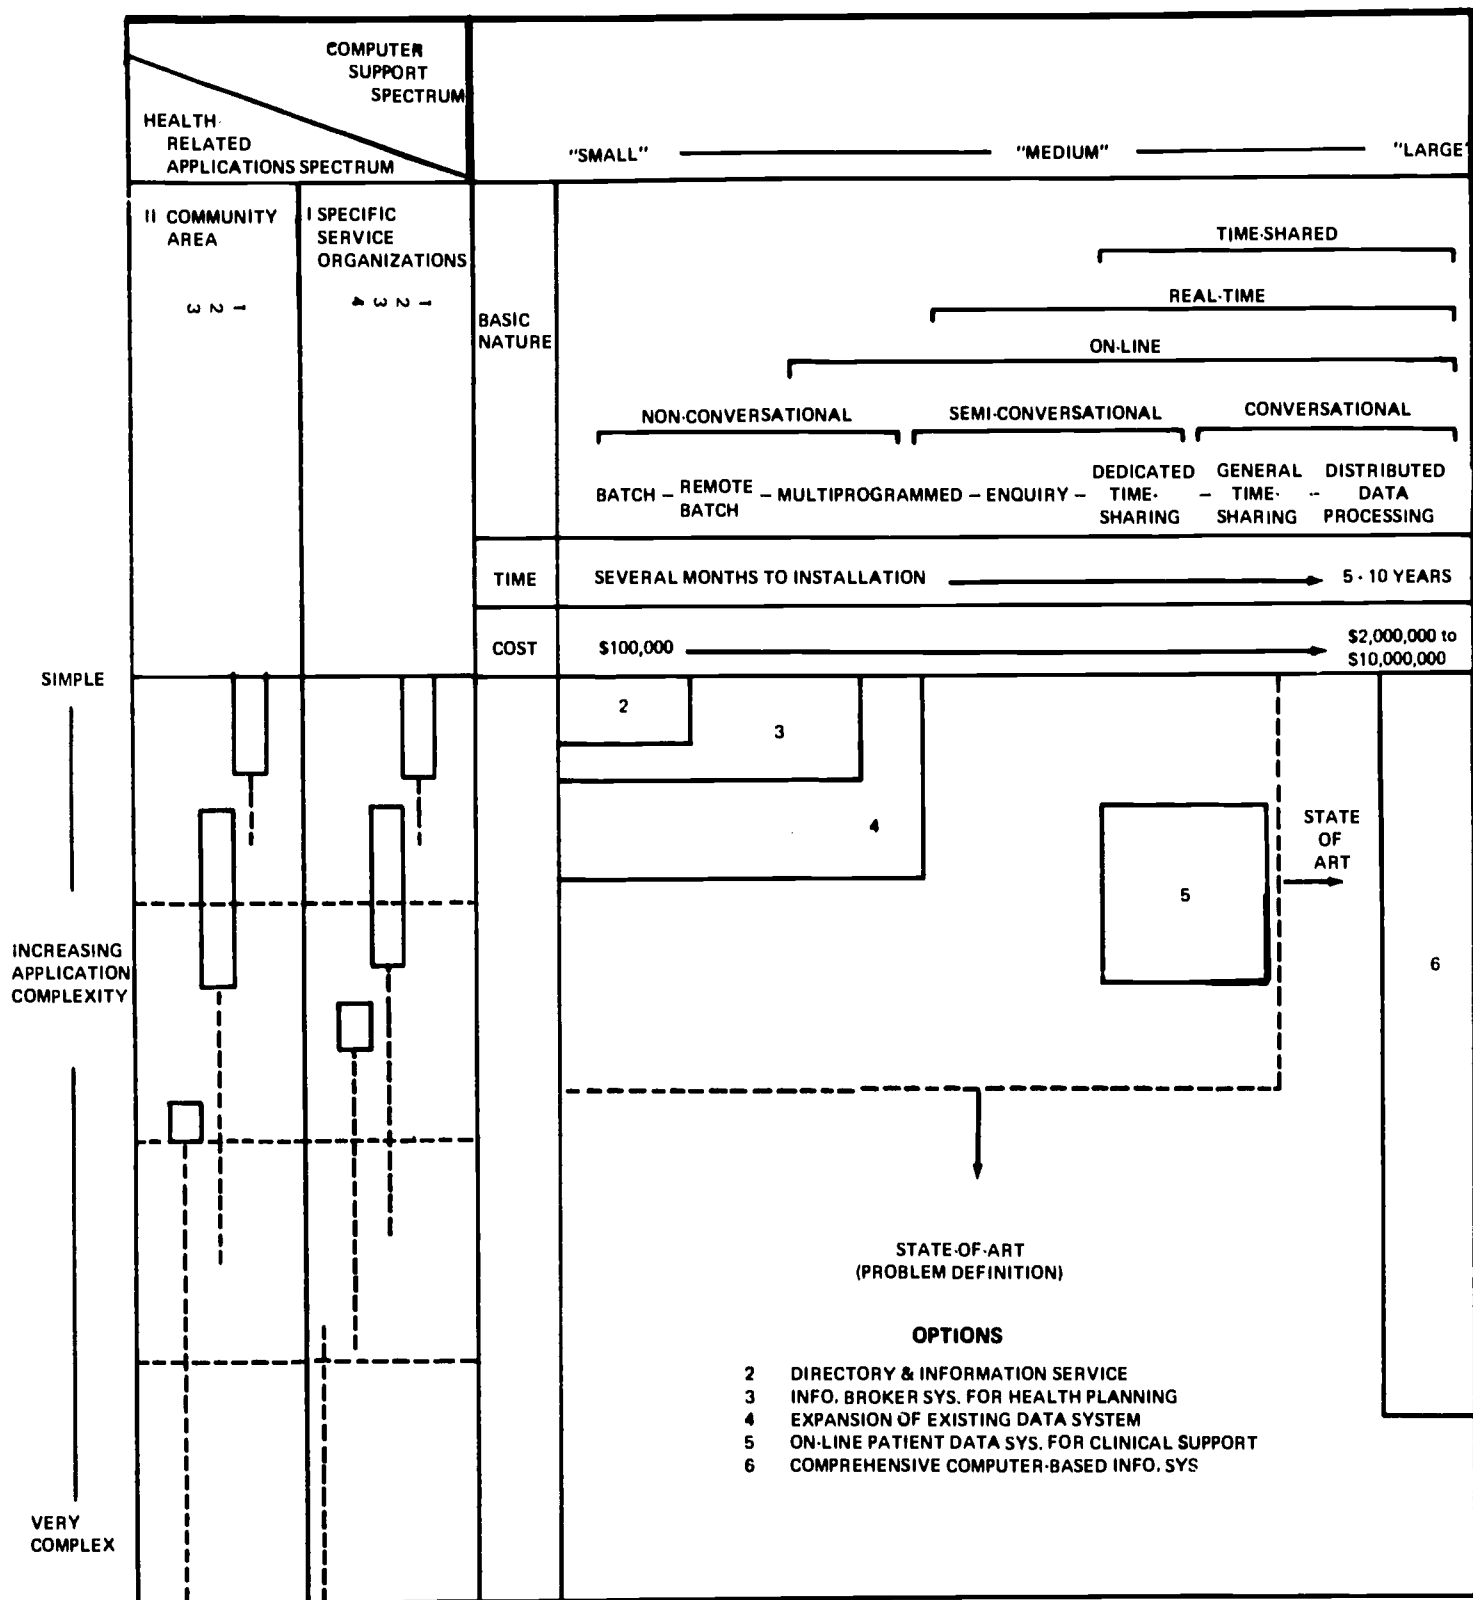 COMPUTER
SUPPORT
SPECTRUM
HEALTH-
RELATED
APPLICATIONS SPECTRUM
"SMALL" "MEDIUM" "LARGE"
II COMMUNITY
AREA
3 2 1
I SPECIFIC
SERVICE
ORGANIZATIONS
4 3 2 1
BASIC
NATURE
TIME-SHARED
REAL-TIME
ON-LINE
NON-CONVERSATIONAL SEMI-CONVERSATIONAL CONVERSATIONAL
BATCH – REMOTE BATCH – MULTIPROGRAMMED – ENQUIRY – DEDICATED TIME-SHARING – GENERAL TIME-SHARING – DISTRIBUTED DATA PROCESSING
TIME SEVERAL MONTHS TO INSTALLATION 5 - 10 YEARS
COST $100,000 $2,000,000 to
$10,000,000
SIMPLE
INCREASING
APPLICATION
COMPLEXITY
VERY
COMPLEX
2
3
4
5
6
STATE
OF
ART
STATE-OF-ART
(PROBLEM DEFINITION)
OPTIONS
2 DIRECTORY & INFORMATION SERVICE
3 INFO. BROKER SYS. FOR HEALTH PLANNING
4 EXPANSION OF EXISTING DATA SYSTEM
5 ON-LINE PATIENT DATA SYS. FOR CLINICAL SUPPORT
6 COMPREHENSIVE COMPUTER-BASED INFO. SYS